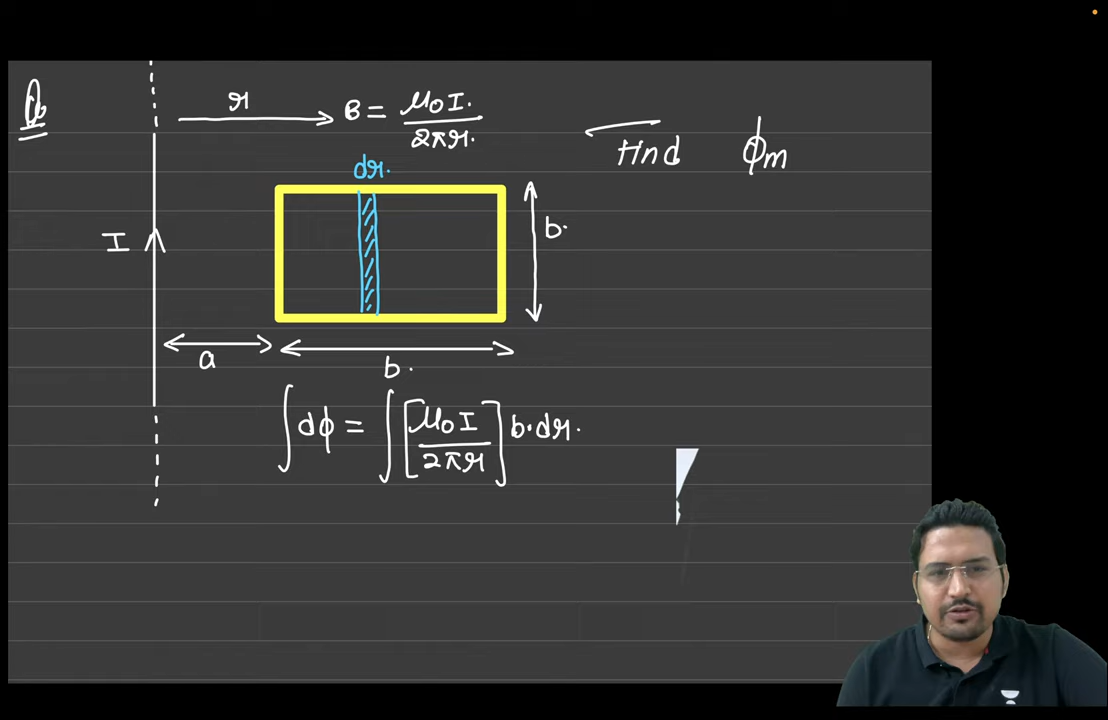 Q
r B = μ₀I / 2πr
Find ϕm
dr
I
b
a
b
∫dϕ = ∫[μ₀I / 2πr] b·dr